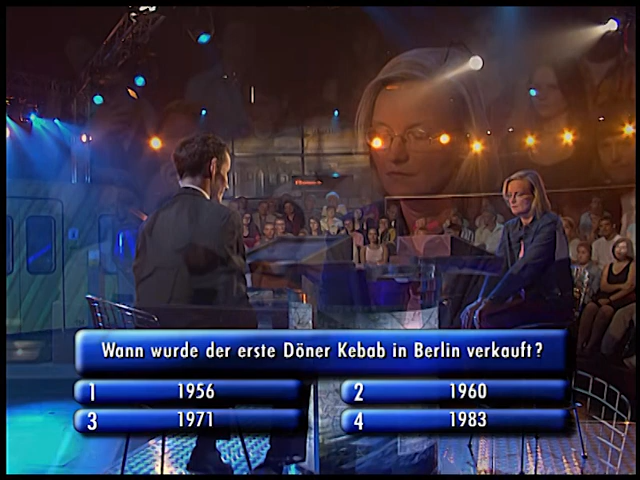 Wann wurde der erste Döner Kebab in Berlin verkauft?
1 1956
2 1960
3 1971
4 1983